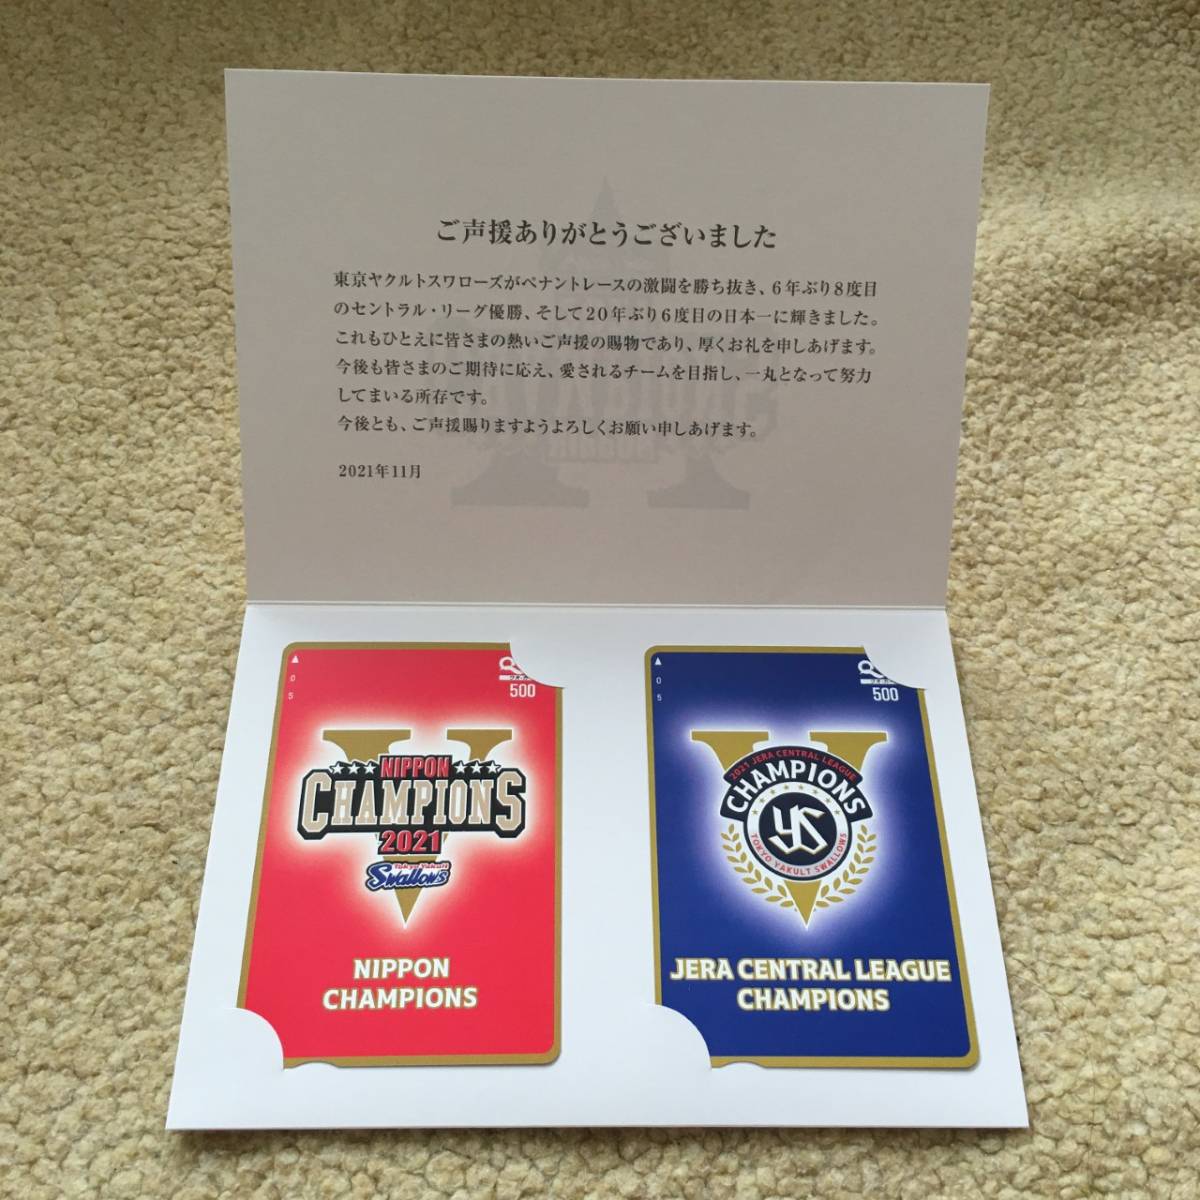 ご声援ありがとうございました
東京ヤクルトスワローズがペナントレースの激闘を勝ち抜き、6年ぶり8度目
のセントラル・リーグ優勝、そして20年ぶり6度目の日本一に輝きました。
これもひとえに皆さまの熱いご声援の賜物であり、厚くお礼を申しあげます。
今後も皆さまのご期待に応え、愛されるチームを目指し、一丸となって努力
してまいる所存です。
今後とも、ご声援賜りますようよろしくお願い申しあげます。
2021年11月
0
5
500
NIPPON
CHAMPIONS
2021
Tokyo Yakult
Swallows
NIPPON
CHAMPIONS
0
5
500
2021 JERA CENTRAL LEAGUE
CHAMPIONS
YS
TOKYO YAKULT SWALLOWS
JERA CENTRAL LEAGUE
CHAMPIONS